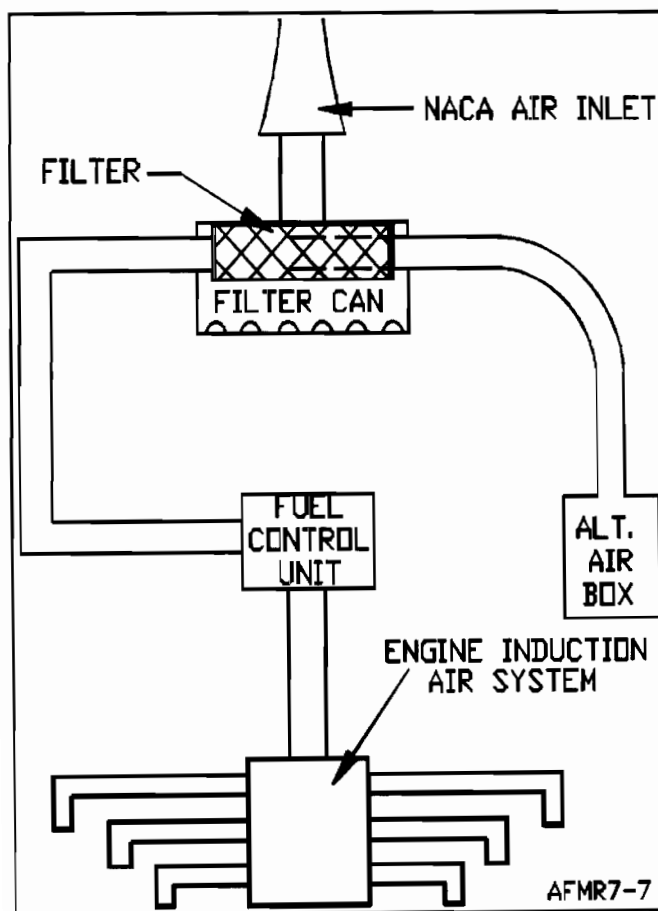 NACA AIR INLET
FILTER
FILTER CAN
FUEL
CONTROL
UNIT
ALT.
AIR
BOX
ENGINE INDUCTION
AIR SYSTEM
AFMR7-7